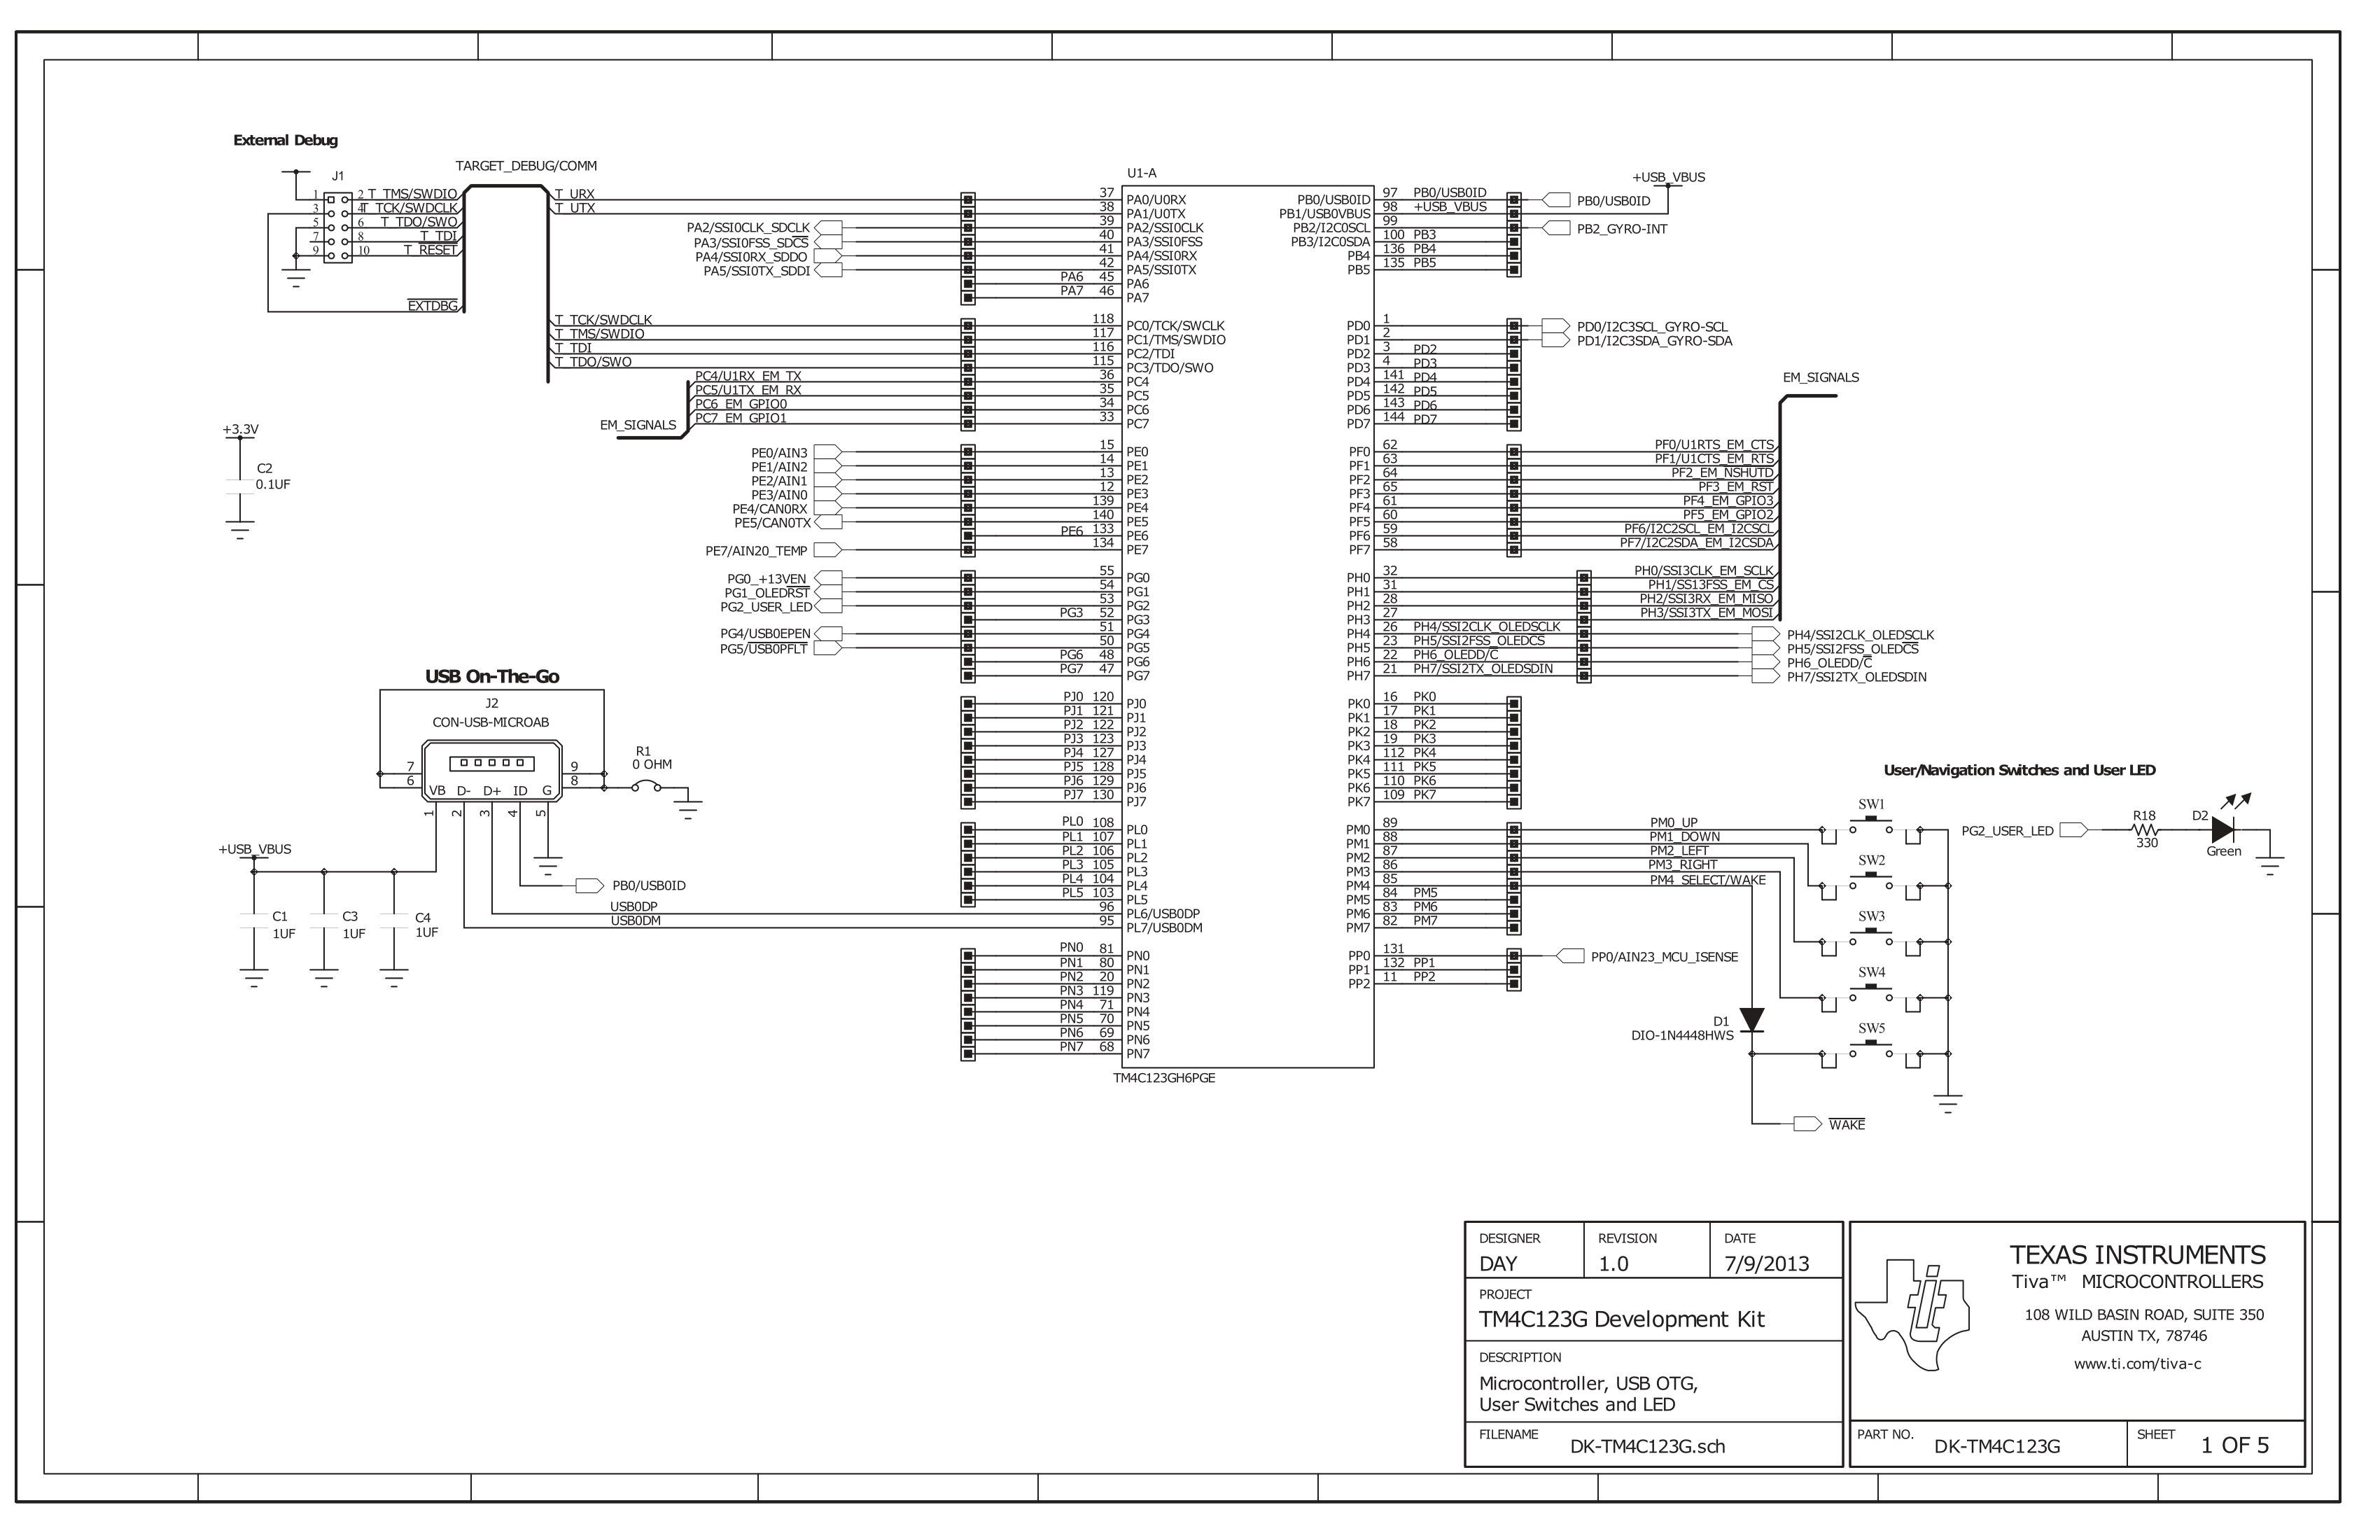 External Debug
J1
1
3
5
7
9
2 T_TMS/SWDIO
4 T_TCK/SWDCLK
6 T_TDO/SWO
8 T_TDI
10 T_RESET
EXTDBG
TARGET_DEBUG/COMM
T_URX
T_UTX
PA2/SSI0CLK_SDCLK
PA3/SSI0FSS_SDCS
PA4/SSI0RX_SDDO
PA5/SSI0TX_SDDI
T_TCK/SWDCLK
T_TMS/SWDIO
T_TDI
T_TDO/SWO
PC4/U1RX_EM_TX
PC5/U1TX_EM_RX
PC6_EM_GPIO0
PC7_EM_GPIO1
EM_SIGNALS
+3.3V
C2
0.1UF
PE0/AIN3
PE1/AIN2
PE2/AIN1
PE3/AIN0
PE4/CAN0RX
PE5/CAN0TX
PE7/AIN20_TEMP
PG0_+13VEN
PG1_OLEDRST
PG2_USER_LED
PG4/USB0EPEN
PG5/USB0PFLT
USB On-The-Go
J2
CON-USB-MICROAB
7
6
9
8
VB D- D+ ID G
1 2 3 4 5
R1
0 OHM
+USB_VBUS
C1
1UF
C3
1UF
C4
1UF
PB0/USB0ID
USB0DP
USB0DM
U1-A
37 PA0/U0RX
38 PA1/U0TX
39 PA2/SSI0CLK
40 PA3/SSI0FSS
41 PA4/SSI0RX
42 PA5/SSI0TX
PA6 45 PA6
PA7 46 PA7
118 PC0/TCK/SWCLK
117 PC1/TMS/SWDIO
116 PC2/TDI
115 PC3/TDO/SWO
36 PC4
35 PC5
34 PC6
33 PC7
15 PE0
14 PE1
13 PE2
12 PE3
139 PE4
140 PE5
PE6 133 PE6
134 PE7
55 PG0
54 PG1
53 PG2
PG3 52 PG3
51 PG4
50 PG5
PG6 48 PG6
PG7 47 PG7
PJ0 120 PJ0
PJ1 121 PJ1
PJ2 122 PJ2
PJ3 123 PJ3
PJ4 127 PJ4
PJ5 128 PJ5
PJ6 129 PJ6
PJ7 130 PJ7
PL0 108 PL0
PL1 107 PL1
PL2 106 PL2
PL3 105 PL3
PL4 104 PL4
PL5 103 PL5
96 PL6/USB0DP
95 PL7/USB0DM
PN0 81 PN0
PN1 80 PN1
PN2 20 PN2
PN3 119 PN3
PN4 71 PN4
PN5 70 PN5
PN6 69 PN6
PN7 68 PN7
TM4C123GH6PGE
PB0/USB0ID 97 PB0/USB0ID
PB1/USB0VBUS 98 +USB_VBUS
PB2/I2C0SCL 99
PB3/I2C0SDA 100 PB3
PB4 136 PB4
PB5 135 PB5
+USB_VBUS
PB0/USB0ID
PB2_GYRO-INT
PD0 1
PD1 2
PD2 3 PD2
PD3 4 PD3
PD4 141 PD4
PD5 142 PD5
PD6 143 PD6
PD7 144 PD7
PD0/I2C3SCL_GYRO-SCL
PD1/I2C3SDA_GYRO-SDA
EM_SIGNALS
PF0 62 PF0/U1RTS_EM_CTS
PF1 63 PF1/U1CTS_EM_RTS
PF2 64 PF2_EM_NSHUTD
PF3 65 PF3_EM_RST
PF4 61 PF4_EM_GPIO3
PF5 60 PF5_EM_GPIO2
PF6 59 PF6/I2C2SCL_EM_I2CSCL
PF7 58 PF7/I2C2SDA_EM_I2CSDA
PH0 32 PH0/SSI3CLK_EM_SCLK
PH1 31 PH1/SS13FSS_EM_CS
PH2 28 PH2/SSI3RX_EM_MISO
PH3 27 PH3/SSI3TX_EM_MOSI
PH4 26 PH4/SSI2CLK_OLEDSCLK PH4/SSI2CLK_OLEDSCLK
PH5 23 PH5/SSI2FSS_OLEDCS PH5/SSI2FSS_OLEDCS
PH6 22 PH6_OLEDD/C PH6_OLEDD/C
PH7 21 PH7/SSI2TX_OLEDSDIN PH7/SSI2TX_OLEDSDIN
PK0 16 PK0
PK1 17 PK1
PK2 18 PK2
PK3 19 PK3
PK4 112 PK4
PK5 111 PK5
PK6 110 PK6
PK7 109 PK7
PM0 89 PM0_UP
PM1 88 PM1_DOWN
PM2 87 PM2_LEFT
PM3 86 PM3_RIGHT
PM4 85 PM4_SELECT/WAKE
PM5 84 PM5
PM6 83 PM6
PM7 82 PM7
PP0 131
PP1 132 PP1
PP2 11 PP2
PP0/AIN23_MCU_ISENSE
User/Navigation Switches and User LED
SW1
SW2
SW3
SW4
SW5
D1
DIO-1N4448HWS
WAKE
PG2_USER_LED
R18
330
D2
Green
DESIGNER
DAY
REVISION
1.0
DATE
7/9/2013
PROJECT
TM4C123G Development Kit
DESCRIPTION
Microcontroller, USB OTG,
User Switches and LED
FILENAME
DK-TM4C123G.sch
TEXAS INSTRUMENTS
Tiva™ MICROCONTROLLERS
108 WILD BASIN ROAD, SUITE 350
AUSTIN TX, 78746
www.ti.com/tiva-c
PART NO.
DK-TM4C123G
SHEET
1 OF 5